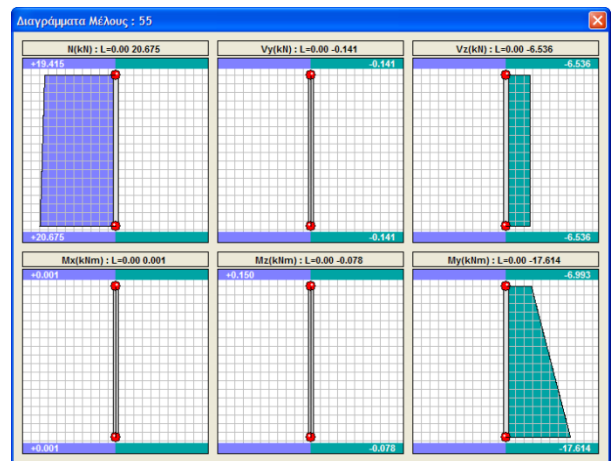 Διαγράμματα Μέλους : 55
N(kN) : L=0.00 20.675
Vy(kN) : L=0.00 -0.141
Vz(kN) : L=0.00 -6.536
+19.415
-0.141
-6.536
+20.675
-0.141
-6.536
Mx(kNm) : L=0.00 0.001
Mz(kNm) : L=0.00 -0.078
My(kNm) : L=0.00 -17.614
+0.001
+0.150
-6.993
+0.001
-0.078
-17.614